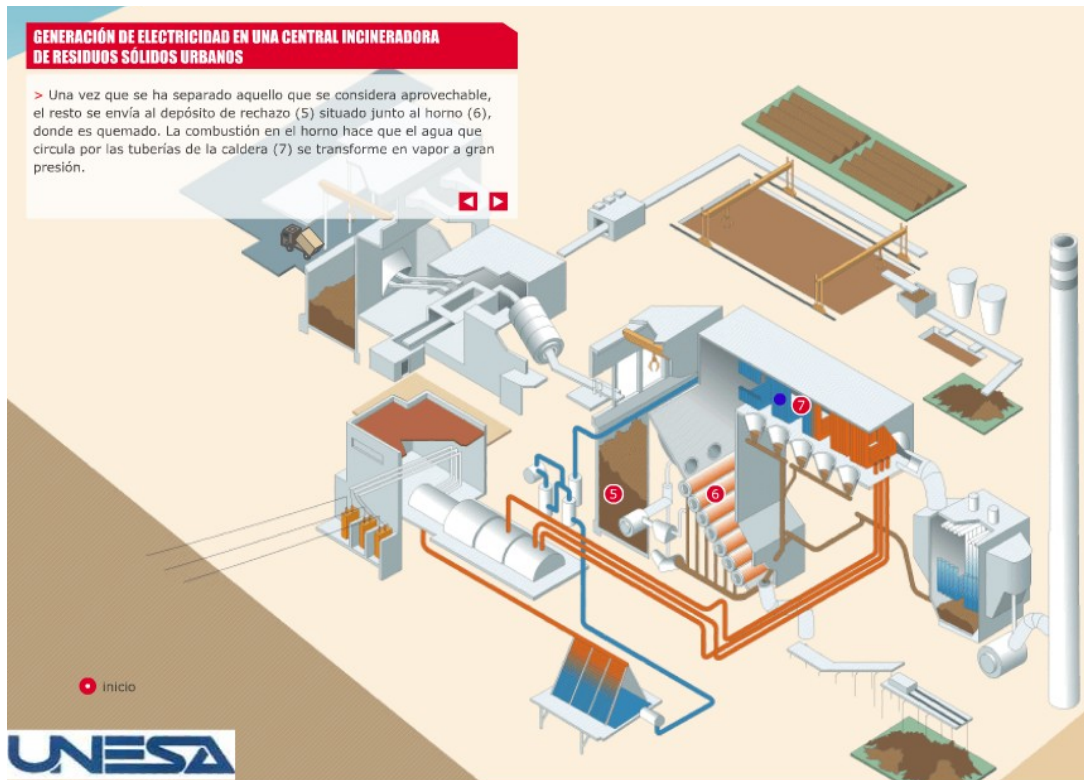 GENERACIÓN DE ELECTRICIDAD EN UNA CENTRAL INCINERADORA
DE RESIDUOS SÓLIDOS URBANOS
> Una vez que se ha separado aquello que se considera aprovechable,
el resto se envía al depósito de rechazo (5) situado junto al horno (6),
donde es quemado. La combustión en el horno hace que el agua que
circula por las tuberías de la caldera (7) se transforme en vapor a gran
presión.
7
5
6
inicio
UNESA